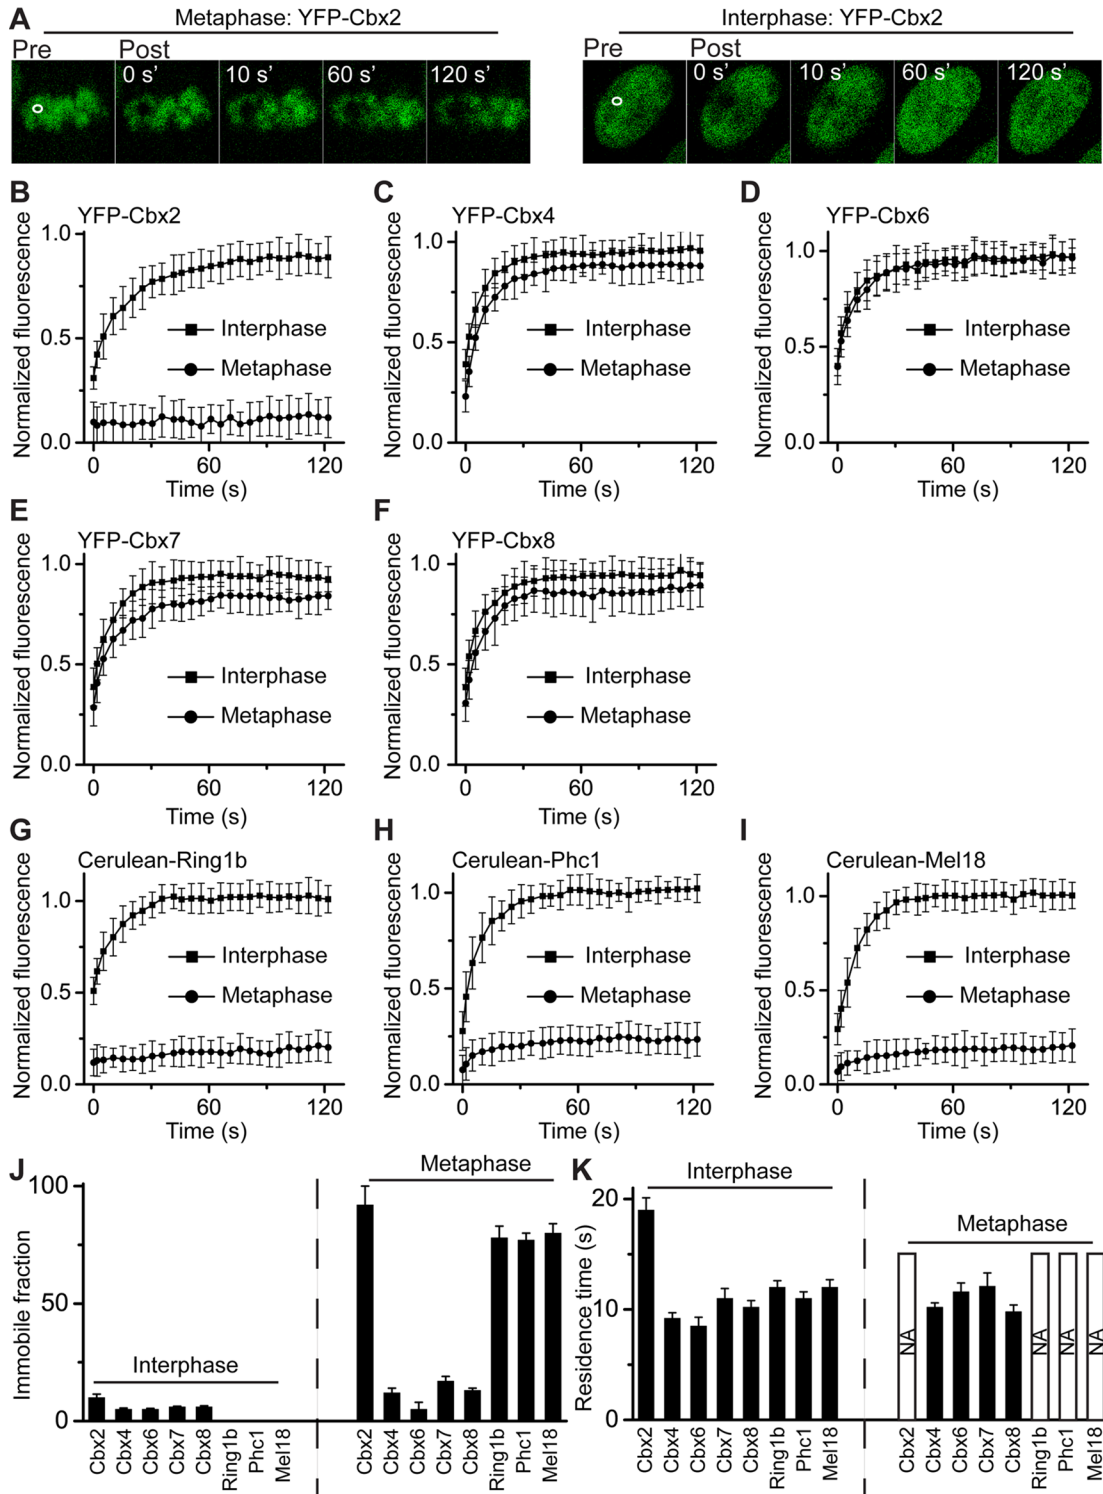 A
Metaphase: YFP-Cbx2
Interphase: YFP-Cbx2
Pre
Post
0 s'
10 s'
60 s'
120 s'
Pre
Post
0 s'
10 s'
60 s'
120 s'
B
YFP-Cbx2
Normalized fluorescence
1.0
0.5
0.0
Interphase
Metaphase
0
60
120
Time (s)
C
YFP-Cbx4
Normalized fluorescence
1.0
0.5
0.0
Interphase
Metaphase
0
60
120
Time (s)
D
YFP-Cbx6
Normalized fluorescence
1.0
0.5
0.0
Interphase
Metaphase
0
60
120
Time (s)
E
YFP-Cbx7
Normalized fluorescence
1.0
0.5
0.0
Interphase
Metaphase
0
60
120
Time (s)
F
YFP-Cbx8
Normalized fluorescence
1.0
0.5
0.0
Interphase
Metaphase
0
60
120
Time (s)
G
Cerulean-Ring1b
Normalized fluorescence
1.0
0.5
0.0
Interphase
Metaphase
0
60
120
Time (s)
H
Cerulean-Phc1
Normalized fluorescence
1.0
0.5
0.0
Interphase
Metaphase
0
60
120
Time (s)
I
Cerulean-Mel18
Normalized fluorescence
1.0
0.5
0.0
Interphase
Metaphase
0
60
120
Time (s)
J
Immobile fraction
100
50
0
Interphase
Metaphase
Cbx2
Cbx4
Cbx6
Cbx7
Cbx8
Ring1b
Phc1
Mel18
Cbx2
Cbx4
Cbx6
Cbx7
Cbx8
Ring1b
Phc1
Mel18
K
Residence time (s)
20
10
0
Interphase
Metaphase
NA
NA
NA
NA
Cbx2
Cbx4
Cbx6
Cbx7
Cbx8
Ring1b
Phc1
Mel18
Cbx2
Cbx4
Cbx6
Cbx7
Cbx8
Ring1b
Phc1
Mel18